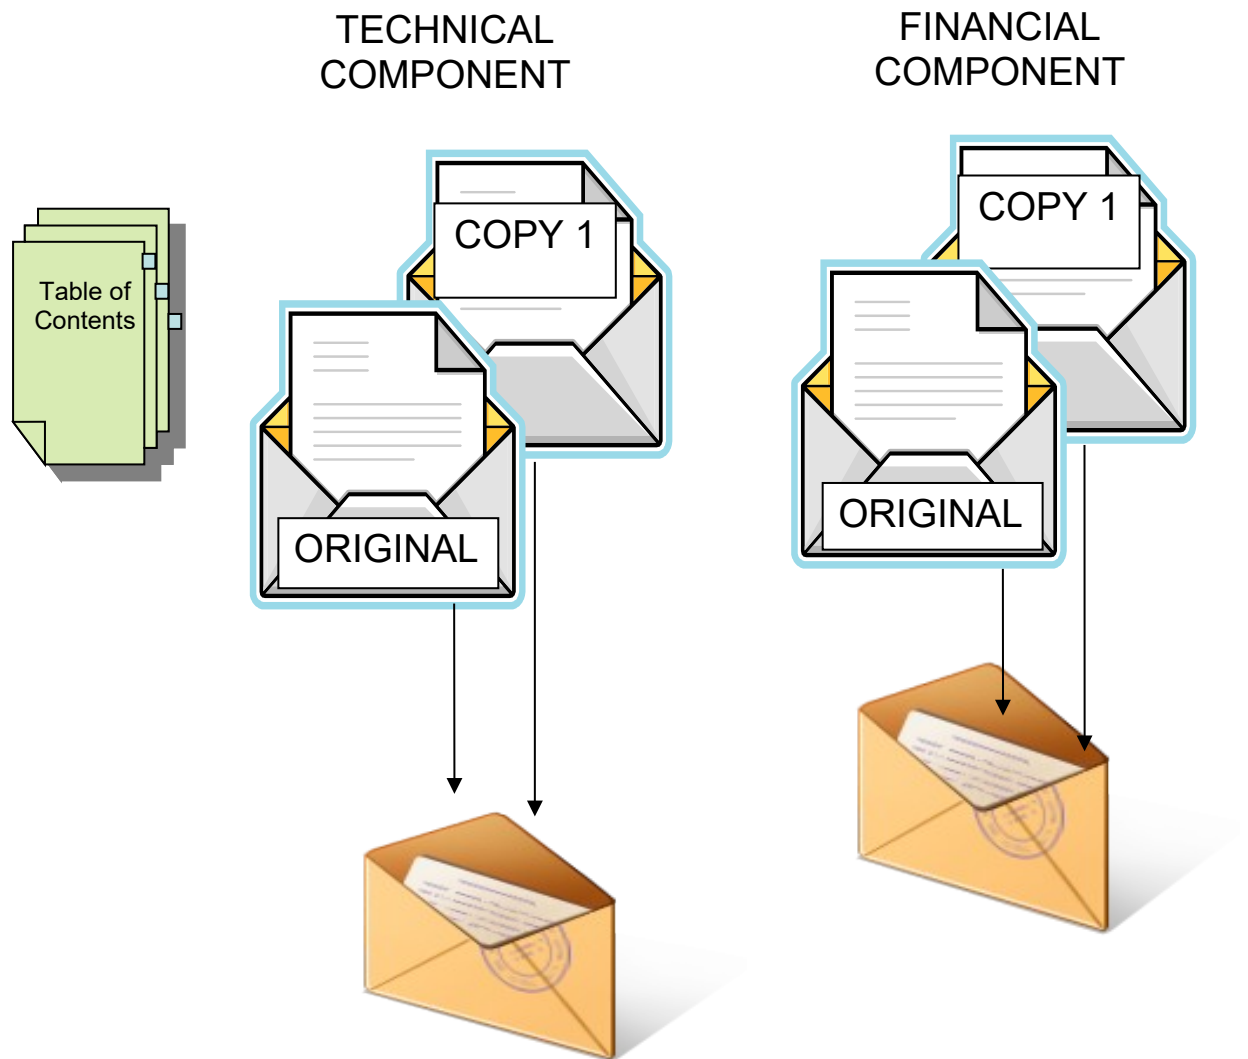 TECHNICAL
COMPONENT
FINANCIAL
COMPONENT
Table of
Contents
COPY 1
ORIGINAL
COPY 1
ORIGINAL